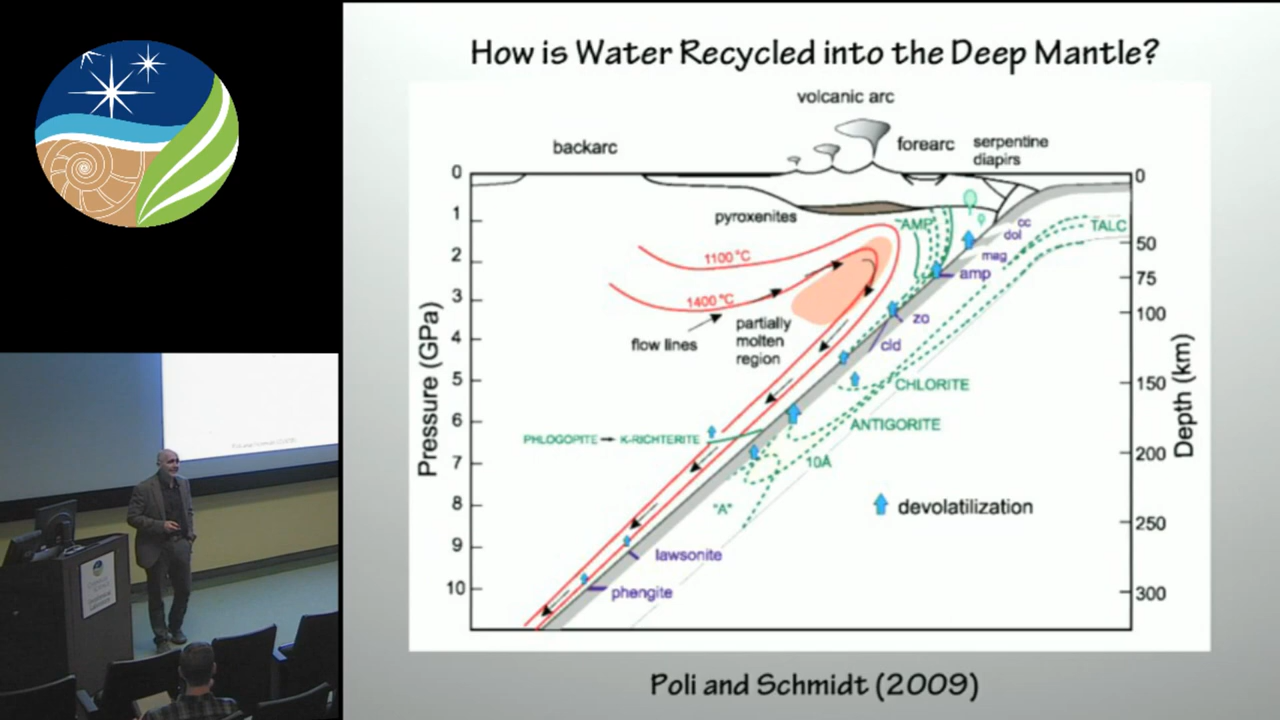 How is Water Recycled into the Deep Mantle?
volcanic arc
backarc
forearc
serpentine
diapirs
0
1
2
3
4
5
6
7
8
9
10
Pressure (GPa)
0
50
75
100
150
200
250
300
Depth (km)
pyroxenites
"AMP"
cc
dol
mag
amp
TALC
1100 °C
1400 °C
flow lines
partially
molten
region
zo
cld
CHLORITE
ANTIGORITE
PHLOGOPITE → K-RICHTERITE
10Å
"A"
devolatilization
lawsonite
phengite
Poli and Schmidt (2009)